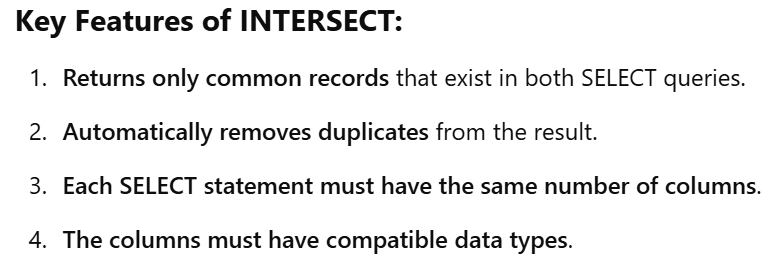 Key Features of INTERSECT:
1. Returns only common records that exist in both SELECT queries.
2. Automatically removes duplicates from the result.
3. Each SELECT statement must have the same number of columns.
4. The columns must have compatible data types.